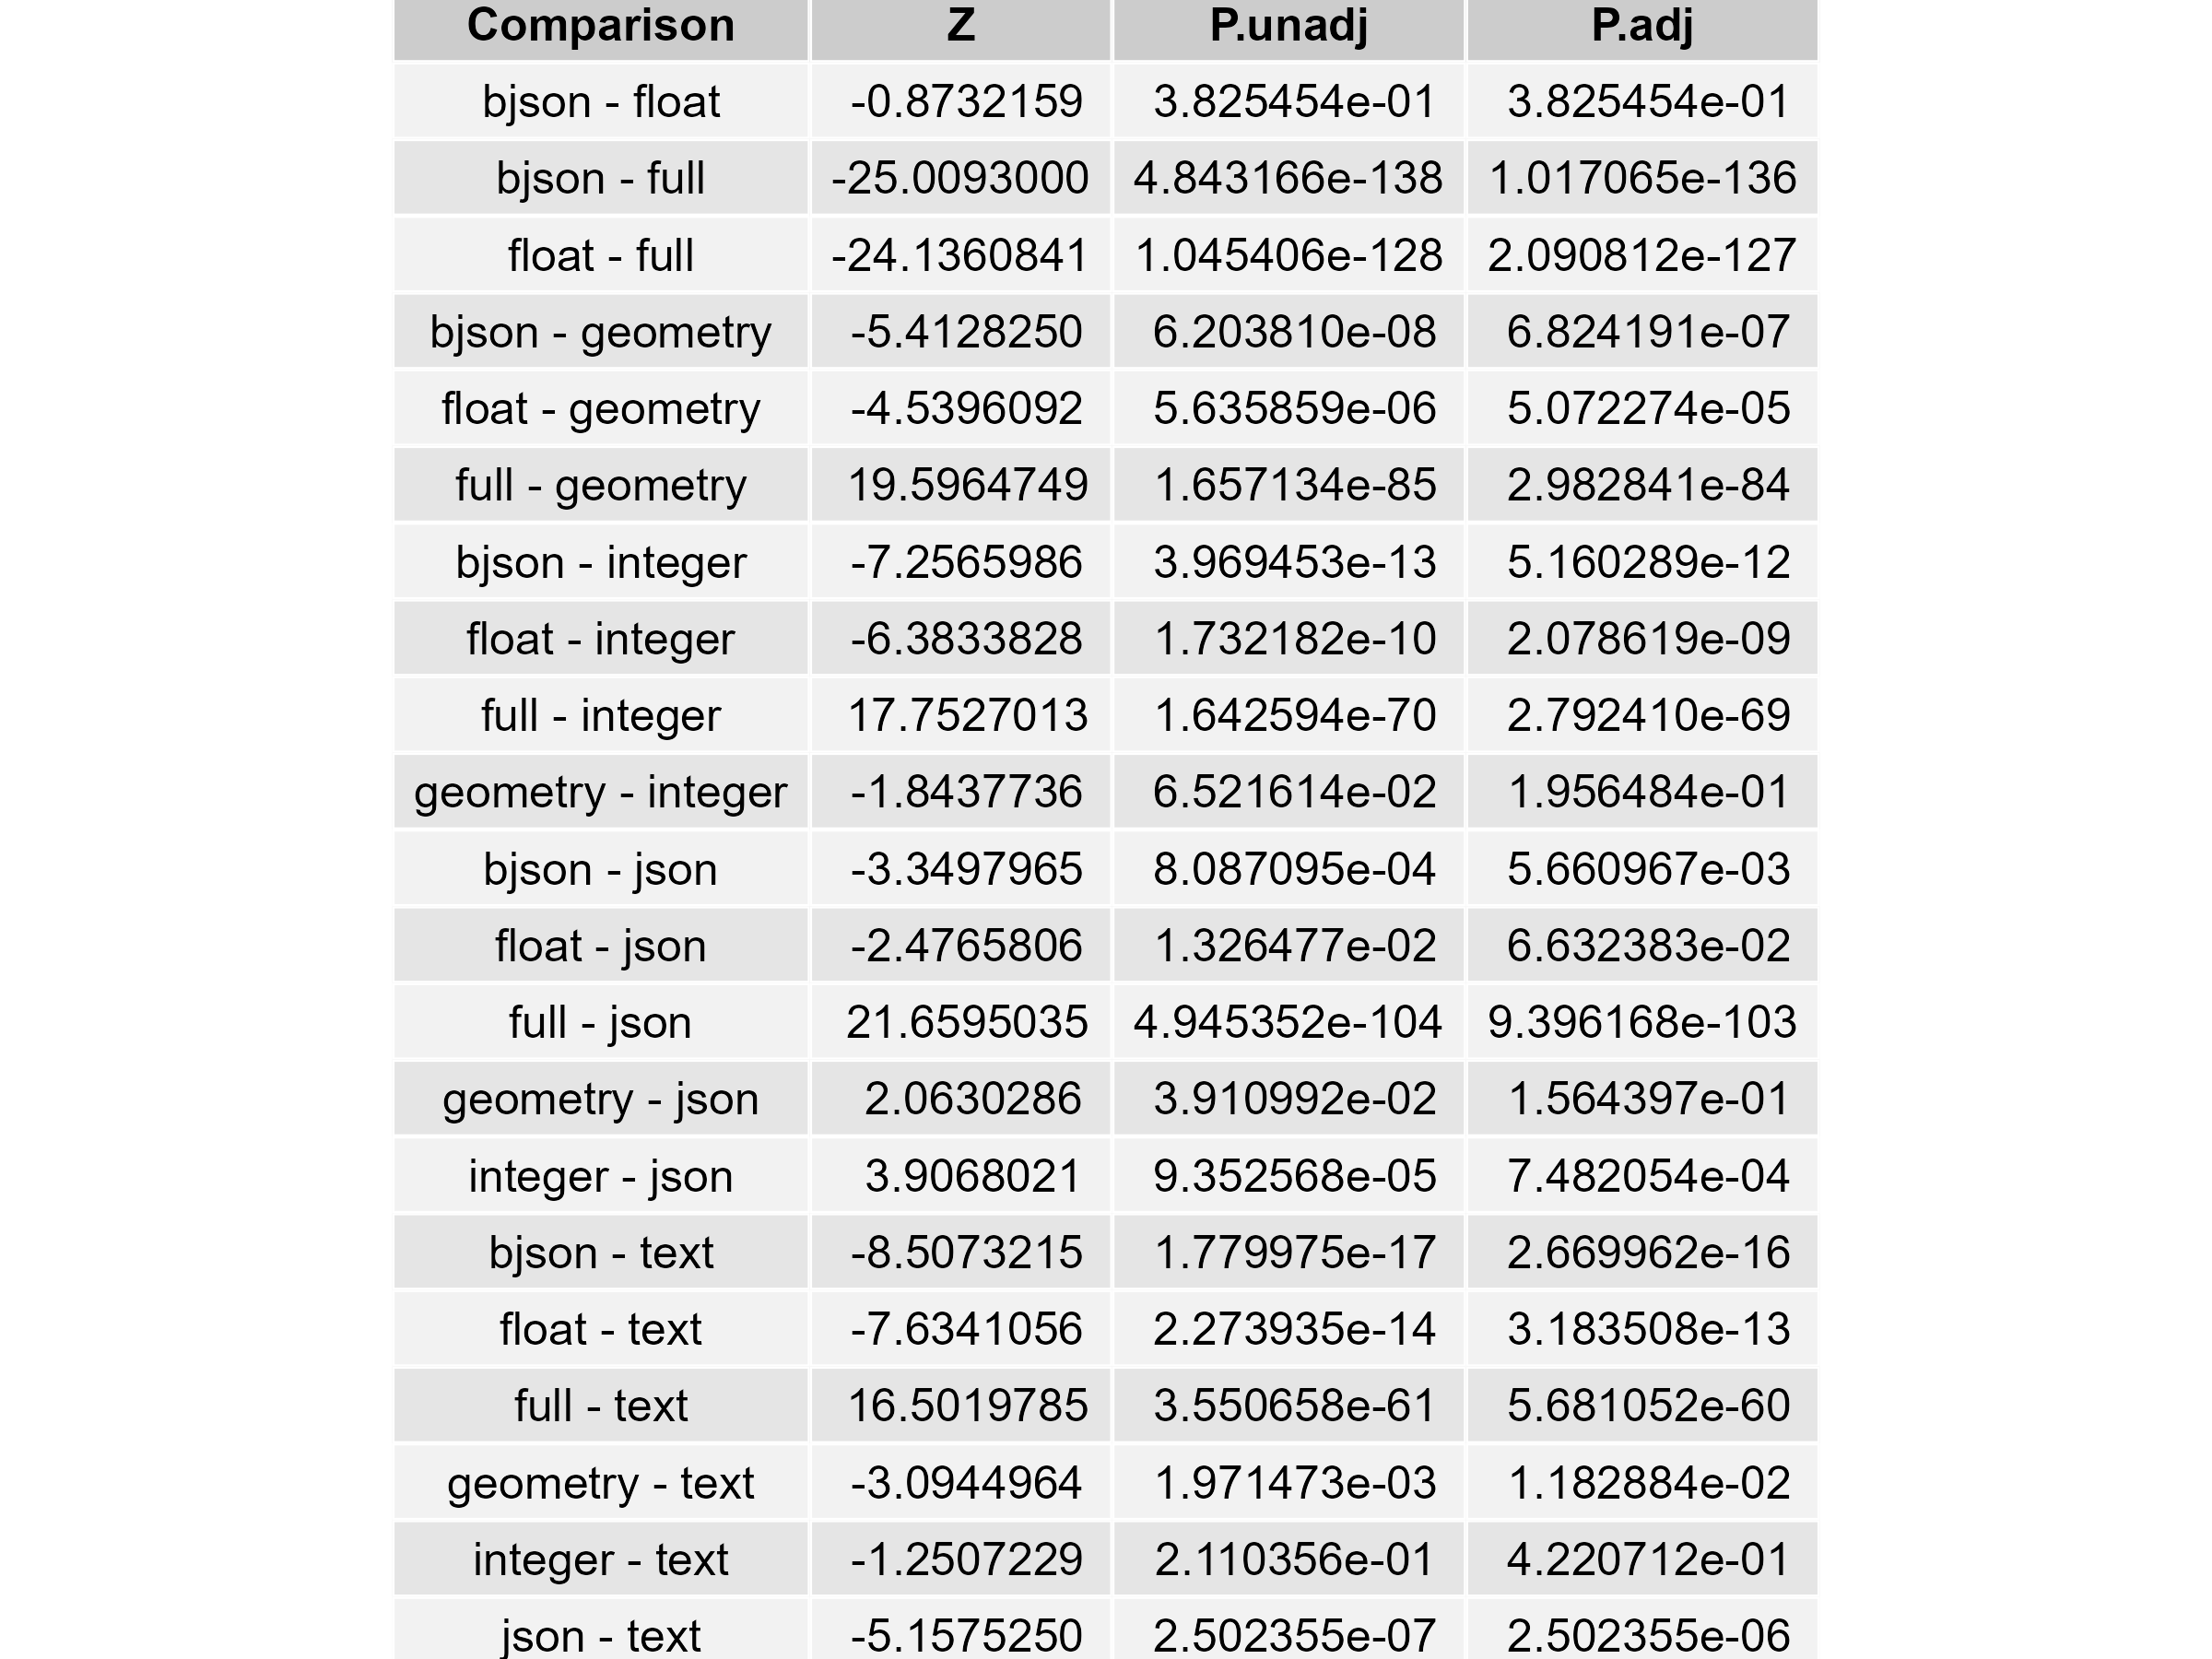 Comparison Z P.unadj P.adj
bjson - float -0.8732159 3.825454e-01 3.825454e-01
bjson - full -25.0093000 4.843166e-138 1.017065e-136
float - full -24.1360841 1.045406e-128 2.090812e-127
bjson - geometry -5.4128250 6.203810e-08 6.824191e-07
float - geometry -4.5396092 5.635859e-06 5.072274e-05
full - geometry 19.5964749 1.657134e-85 2.982841e-84
bjson - integer -7.2565986 3.969453e-13 5.160289e-12
float - integer -6.3833828 1.732182e-10 2.078619e-09
full - integer 17.7527013 1.642594e-70 2.792410e-69
geometry - integer -1.8437736 6.521614e-02 1.956484e-01
bjson - json -3.3497965 8.087095e-04 5.660967e-03
float - json -2.4765806 1.326477e-02 6.632383e-02
full - json 21.6595035 4.945352e-104 9.396168e-103
geometry - json 2.0630286 3.910992e-02 1.564397e-01
integer - json 3.9068021 9.352568e-05 7.482054e-04
bjson - text -8.5073215 1.779975e-17 2.669962e-16
float - text -7.6341056 2.273935e-14 3.183508e-13
full - text 16.5019785 3.550658e-61 5.681052e-60
geometry - text -3.0944964 1.971473e-03 1.182884e-02
integer - text -1.2507229 2.110356e-01 4.220712e-01
json - text -5.1575250 2.502355e-07 2.502355e-06